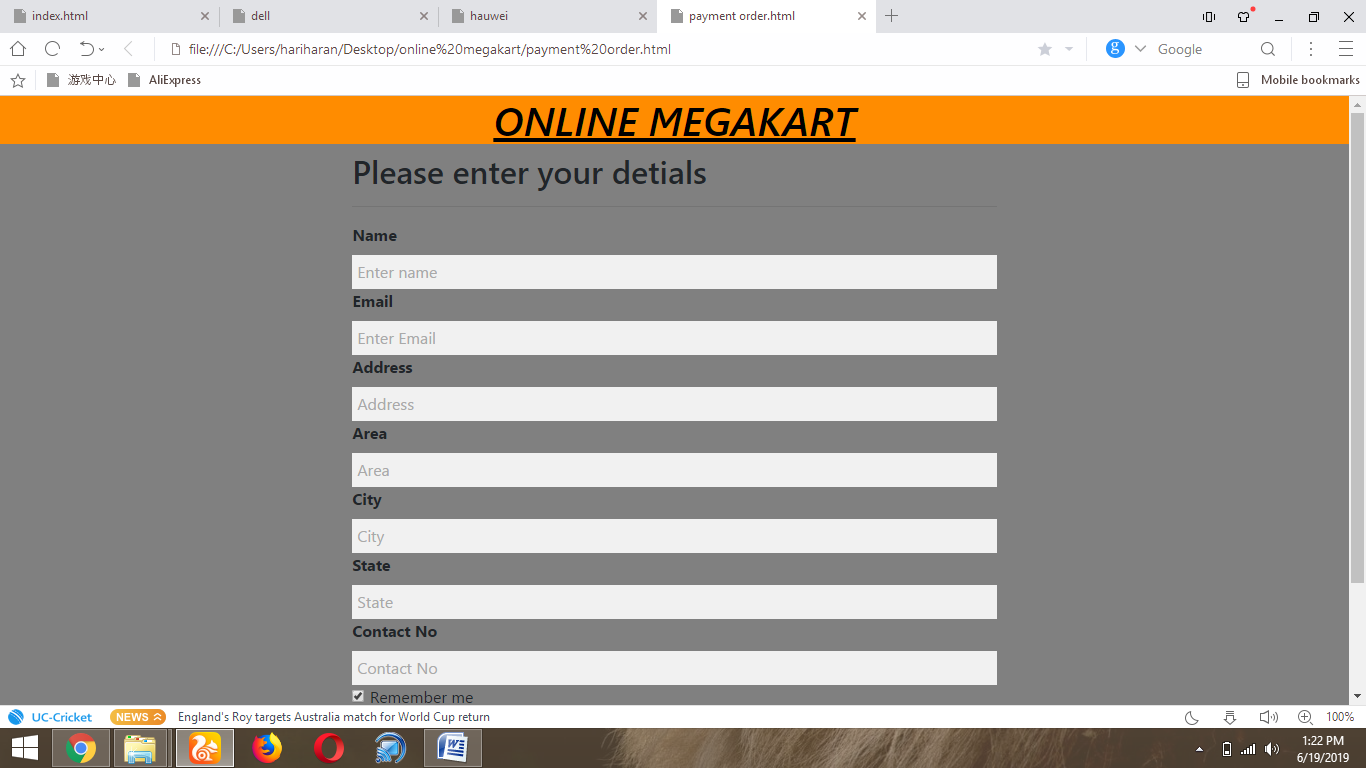 index.html
dell
hauwei
payment order.html
file:///C:/Users/hariharan/Desktop/online%20megakart/payment%20order.html
Google
游戏中心
AliExpress
Mobile bookmarks
ONLINE MEGAKART
Please enter your detials
Name
Enter name
Email
Enter Email
Address
Address
Area
Area
City
City
State
State
Contact No
Contact No
Remember me
UC-Cricket
NEWS
England's Roy targets Australia match for World Cup return
100%
1:22 PM
6/19/2019